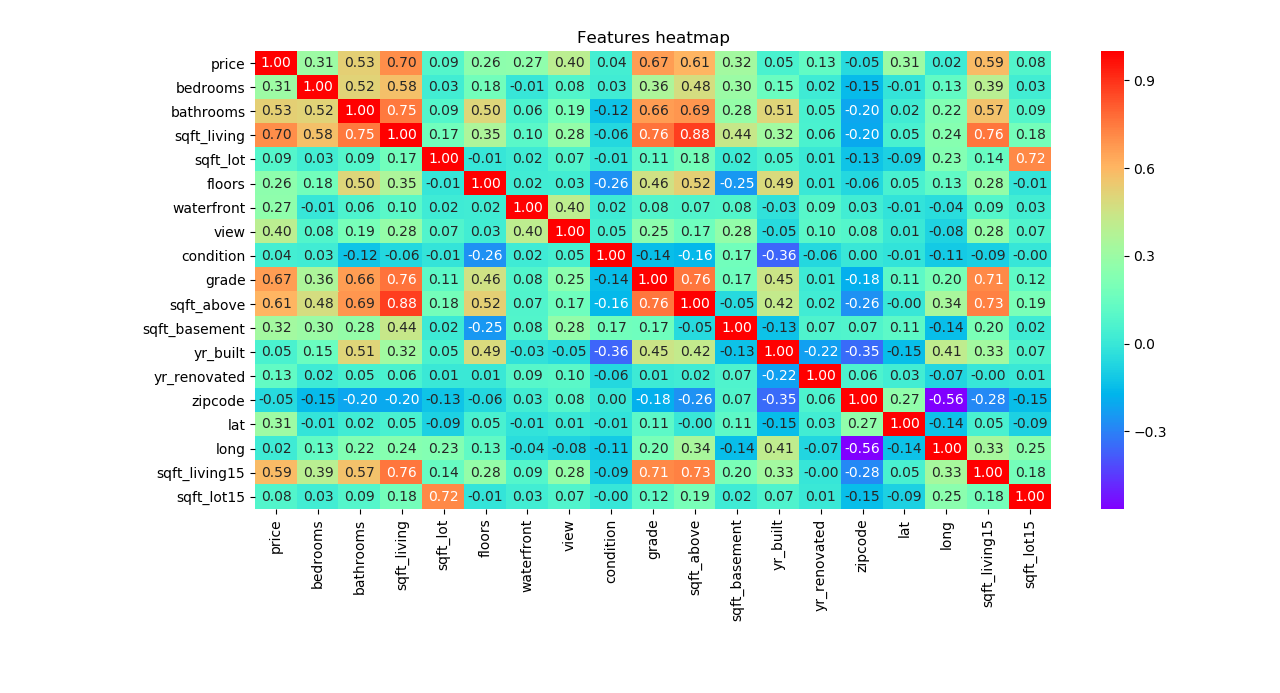 Features heatmap
price 1.00 0.31 0.53 0.70 0.09 0.26 0.27 0.40 0.04 0.67 0.61 0.32 0.05 0.13 -0.05 0.31 0.02 0.59 0.08
bedrooms 0.31 1.00 0.52 0.58 0.03 0.18 -0.01 0.08 0.03 0.36 0.48 0.30 0.15 0.02 -0.15 -0.01 0.13 0.39 0.03
bathrooms 0.53 0.52 1.00 0.75 0.09 0.50 0.06 0.19 -0.12 0.66 0.69 0.28 0.51 0.05 -0.20 0.02 0.22 0.57 0.09
sqft_living 0.70 0.58 0.75 1.00 0.17 0.35 0.10 0.28 -0.06 0.76 0.88 0.44 0.32 0.06 -0.20 0.05 0.24 0.76 0.18
sqft_lot 0.09 0.03 0.09 0.17 1.00 -0.01 0.02 0.07 -0.01 0.11 0.18 0.02 0.05 0.01 -0.13 -0.09 0.23 0.14 0.72
floors 0.26 0.18 0.50 0.35 -0.01 1.00 0.02 0.03 -0.26 0.46 0.52 -0.25 0.49 0.01 -0.06 0.05 0.13 0.28 -0.01
waterfront 0.27 -0.01 0.06 0.10 0.02 0.02 1.00 0.40 0.02 0.08 0.07 0.08 -0.03 0.09 0.03 -0.01 -0.04 0.09 0.03
view 0.40 0.08 0.19 0.28 0.07 0.03 0.40 1.00 0.05 0.25 0.17 0.28 -0.05 0.10 0.08 0.01 -0.08 0.28 0.07
condition 0.04 0.03 -0.12 -0.06 -0.01 -0.26 0.02 0.05 1.00 -0.14 -0.16 0.17 -0.36 -0.06 0.00 -0.01 -0.11 -0.09 -0.00
grade 0.67 0.36 0.66 0.76 0.11 0.46 0.08 0.25 -0.14 1.00 0.76 0.17 0.45 0.01 -0.18 0.11 0.20 0.71 0.12
sqft_above 0.61 0.48 0.69 0.88 0.18 0.52 0.07 0.17 -0.16 0.76 1.00 -0.05 0.42 0.02 -0.26 -0.00 0.34 0.73 0.19
sqft_basement 0.32 0.30 0.28 0.44 0.02 -0.25 0.08 0.28 0.17 0.17 -0.05 1.00 -0.13 0.07 0.07 0.11 -0.14 0.20 0.02
yr_built 0.05 0.15 0.51 0.32 0.05 0.49 -0.03 -0.05 -0.36 0.45 0.42 -0.13 1.00 -0.22 -0.35 -0.15 0.41 0.33 0.07
yr_renovated 0.13 0.02 0.05 0.06 0.01 0.01 0.09 0.10 -0.06 0.01 0.02 0.07 -0.22 1.00 0.06 0.03 -0.07 -0.00 0.01
zipcode -0.05 -0.15 -0.20 -0.20 -0.13 -0.06 0.03 0.08 0.00 -0.18 -0.26 0.07 -0.35 0.06 1.00 0.27 -0.56 -0.28 -0.15
lat 0.31 -0.01 0.02 0.05 -0.09 0.05 -0.01 0.01 -0.01 0.11 -0.00 0.11 -0.15 0.03 0.27 1.00 -0.14 0.05 -0.09
long 0.02 0.13 0.22 0.24 0.23 0.13 -0.04 -0.08 -0.11 0.20 0.34 -0.14 0.41 -0.07 -0.56 -0.14 1.00 0.33 0.25
sqft_living15 0.59 0.39 0.57 0.76 0.14 0.28 0.09 0.28 -0.09 0.71 0.73 0.20 0.33 -0.00 -0.28 0.05 0.33 1.00 0.18
sqft_lot15 0.08 0.03 0.09 0.18 0.72 -0.01 0.03 0.07 -0.00 0.12 0.19 0.02 0.07 0.01 -0.15 -0.09 0.25 0.18 1.00
price bedrooms bathrooms sqft_living sqft_lot floors waterfront view condition grade sqft_above sqft_basement yr_built yr_renovated zipcode lat long sqft_living15 sqft_lot15
0.9
0.6
0.3
0.0
−0.3